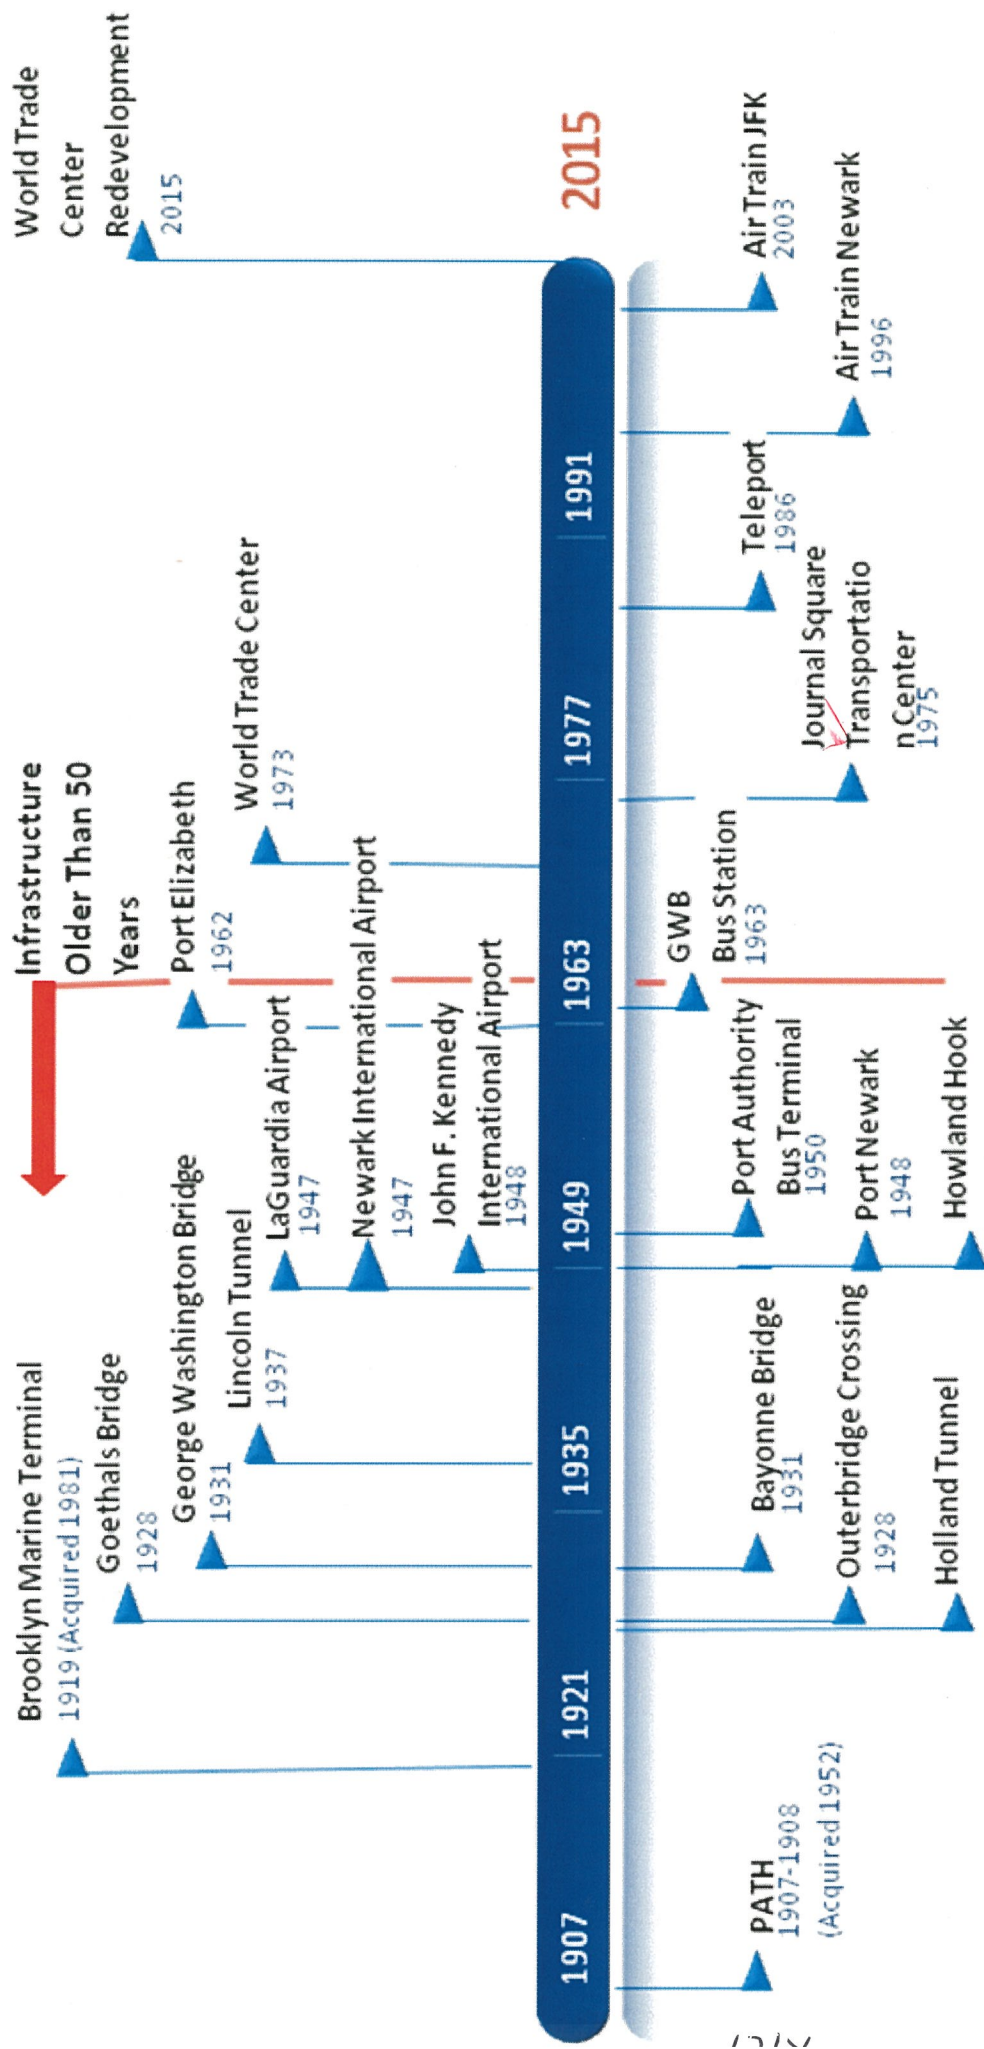 Infrastructure
Older Than 50
Years
World Trade
Center
Redevelopment
2015
Brooklyn Marine Terminal
1919 (Acquired 1981)
Goethals Bridge
1928
George Washington Bridge
1931
Lincoln Tunnel
1937
LaGuardia Airport
1947
Newark International Airport
1947
John F. Kennedy
International Airport
1948
Port Elizabeth
1962
World Trade Center
1973
1907 1921 1935 1949 1963 1977 1991 2015
PATH
1907-1908
(Acquired 1952)
Bayonne Bridge
1931
Outerbridge Crossing
1928
Holland Tunnel
Port Authority
Bus Terminal
1950
Port Newark
1948
Howland Hook
GWB
Bus Station
1963
Journal Square
Transportatio
n Center
1975
Teleport
1986
Air Train Newark
1996
Air Train JFK
2003